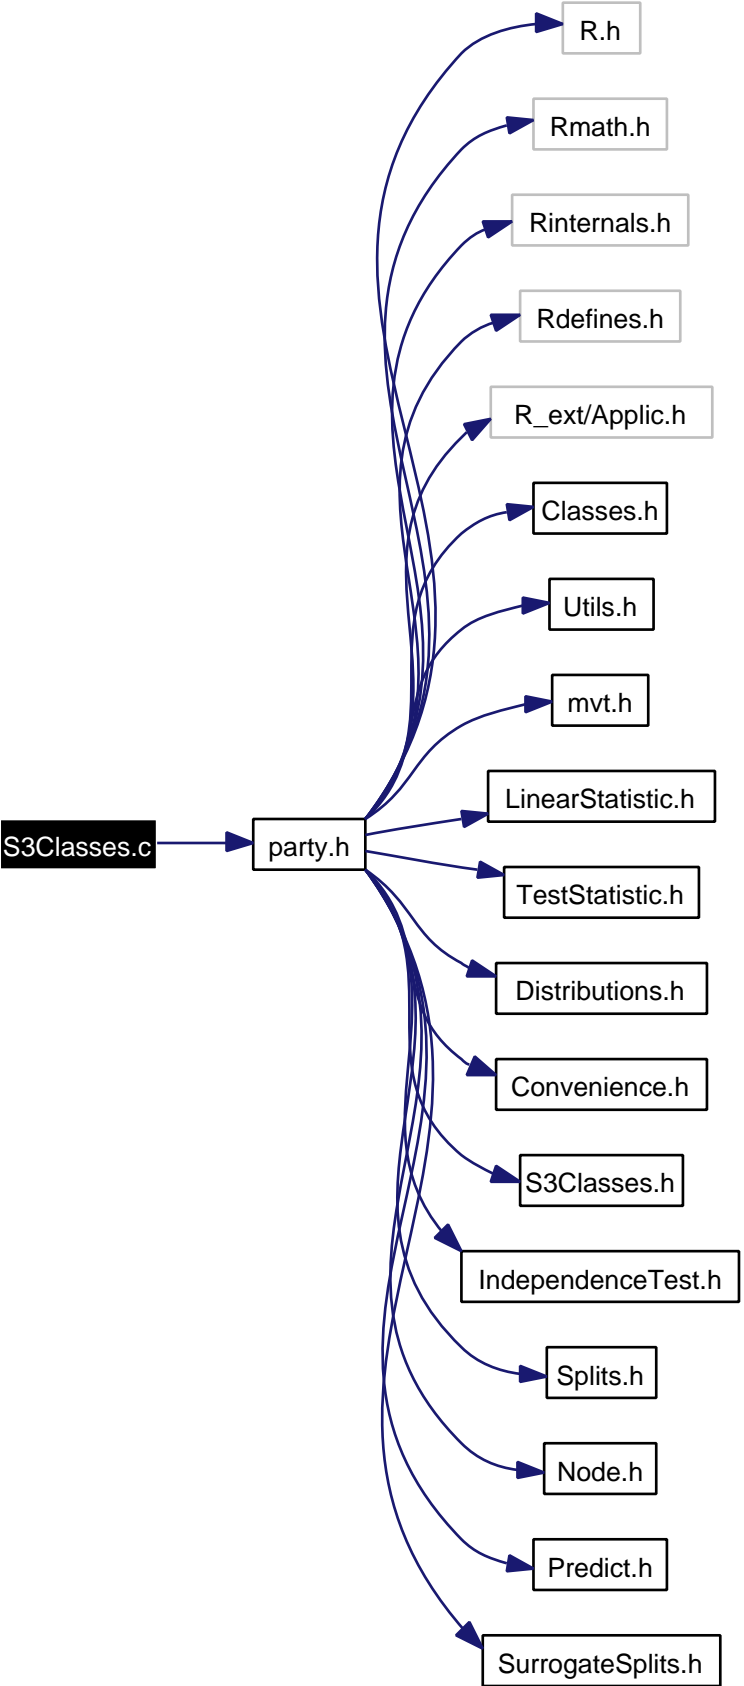 R.h
Rmath.h
Rinternals.h
Rdefines.h
R_ext/Applic.h
Classes.h
Utils.h
mvt.h
LinearStatistic.h
S3Classes.c
party.h
TestStatistic.h
Distributions.h
Convenience.h
S3Classes.h
IndependenceTest.h
Splits.h
Node.h
Predict.h
SurrogateSplits.h